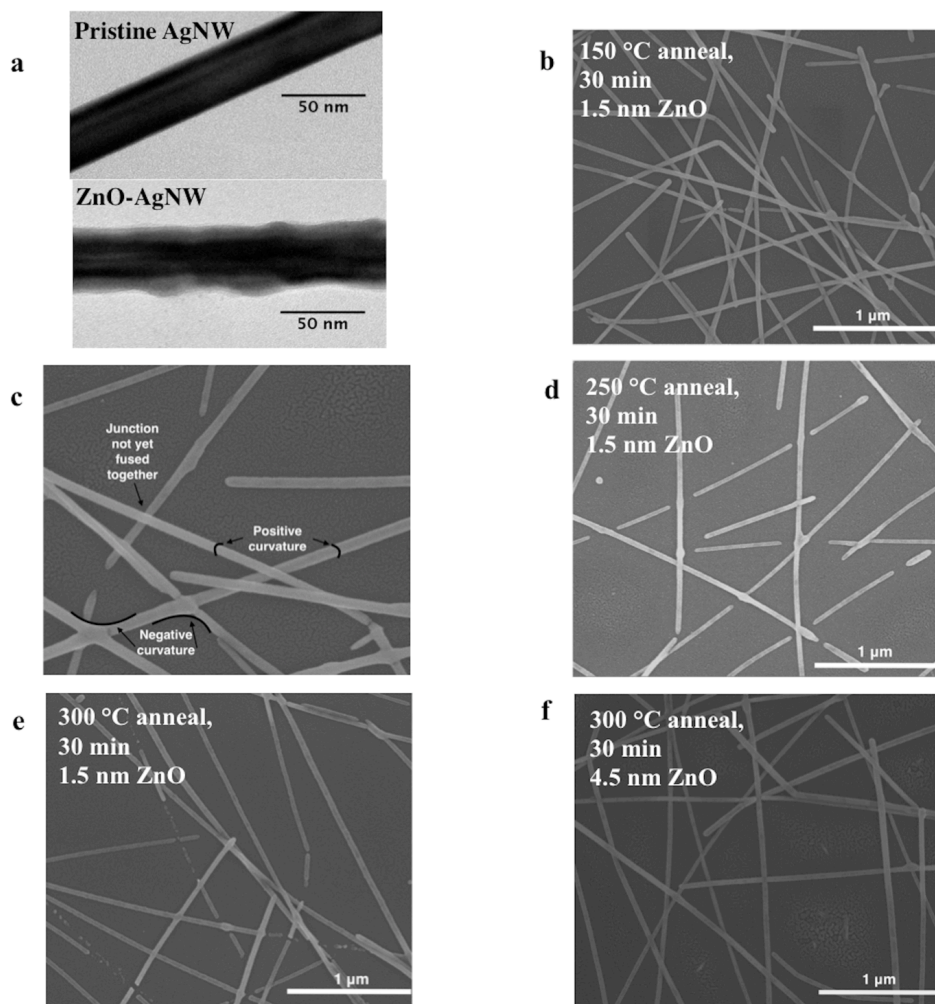 a
Pristine AgNW
50 nm
ZnO-AgNW
50 nm
b
150 °C anneal,
30 min
1.5 nm ZnO
1 µm
c
Junction
not yet
fused
together
Positive
curvature
Negative
curvature
d
250 °C anneal,
30 min
1.5 nm ZnO
1 µm
e
300 °C anneal,
30 min
1.5 nm ZnO
1 µm
f
300 °C anneal,
30 min
4.5 nm ZnO
1 µm